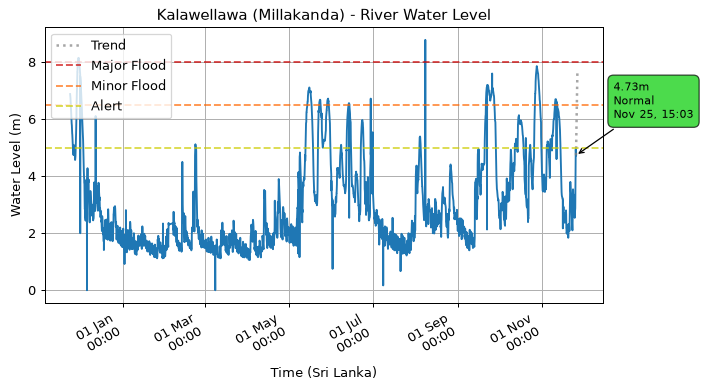 Kalawellawa (Millakanda) - River Water Level
Trend
Major Flood
Minor Flood
Alert
4.73m
Normal
Nov 25, 15:03
Water Level (m)
8
6
4
2
0
01 Jan
00:00
01 Mar
00:00
01 May
00:00
01 Jul
00:00
01 Sep
00:00
01 Nov
00:00
Time (Sri Lanka)